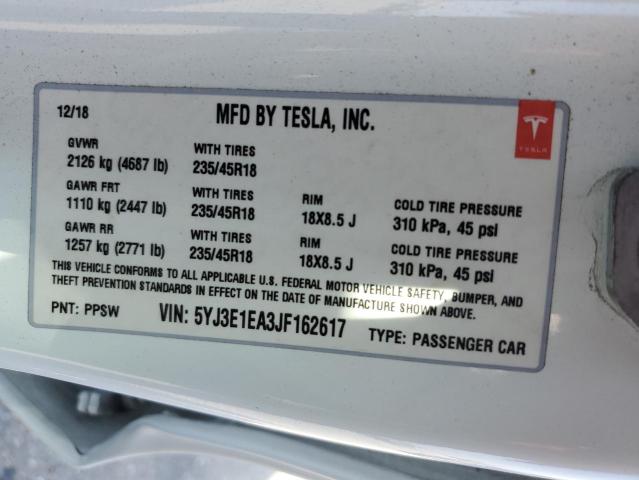 12/18 MFD BY TESLA, INC.
TESLA
GVWR WITH TIRES
2126 kg (4687 lb) 235/45R18
GAWR FRT WITH TIRES RIM COLD TIRE PRESSURE
1110 kg (2447 lb) 235/45R18 18X8.5 J 310 kPa, 45 psi
GAWR RR WITH TIRES RIM COLD TIRE PRESSURE
1257 kg (2771 lb) 235/45R18 18X8.5 J 310 kPa, 45 psi
THIS VEHICLE CONFORMS TO ALL APPLICABLE U.S. FEDERAL MOTOR VEHICLE SAFETY, BUMPER, AND
THEFT PREVENTION STANDARDS IN EFFECT ON THE DATE OF MANUFACTURE SHOWN ABOVE.
PNT: PPSW VIN: 5YJ3E1EA3JF162617 TYPE: PASSENGER CAR